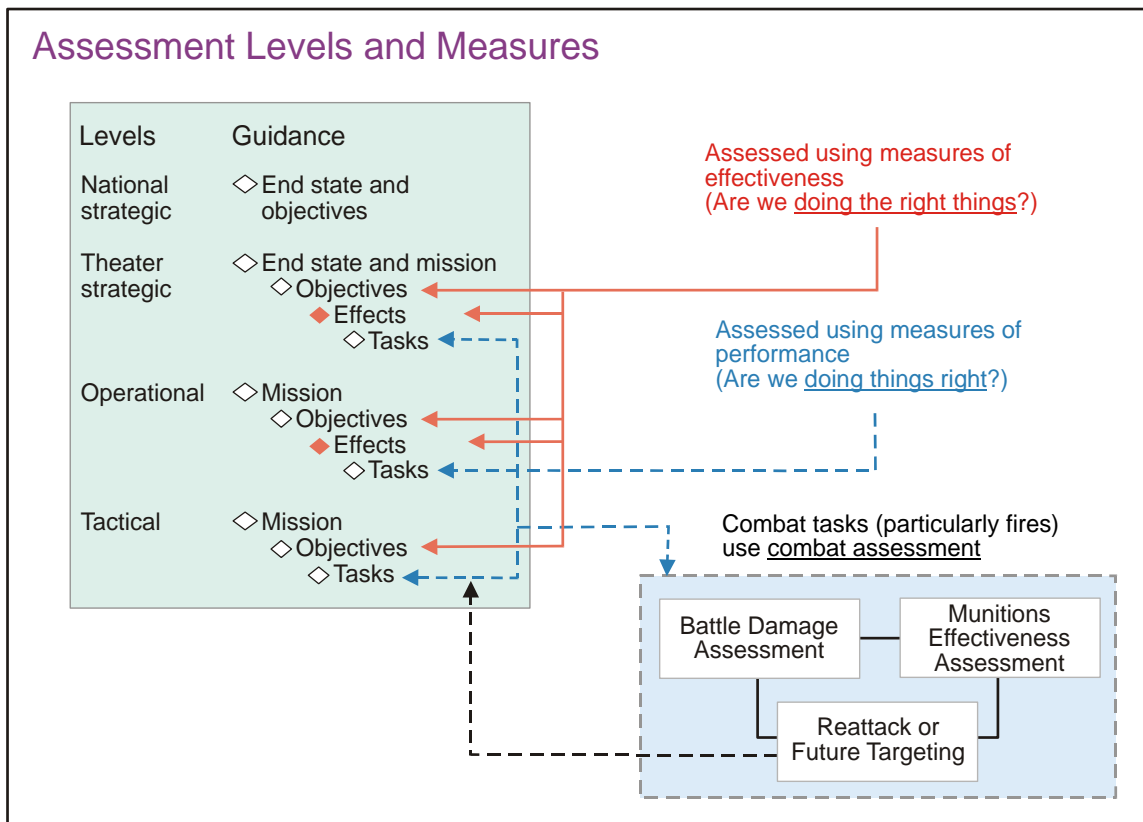 Assessment Levels and Measures
Levels Guidance
National
strategic
End state and
objectives
Theater
strategic
End state and mission
Objectives
Effects
Tasks
Operational
Mission
Objectives
Effects
Tasks
Tactical
Mission
Objectives
Tasks
Assessed using measures of
effectiveness
(Are we doing the right things?)
Assessed using measures of
performance
(Are we doing things right?)
Combat tasks (particularly fires)
use combat assessment
Battle Damage
Assessment
Munitions
Effectiveness
Assessment
Reattack or
Future Targeting